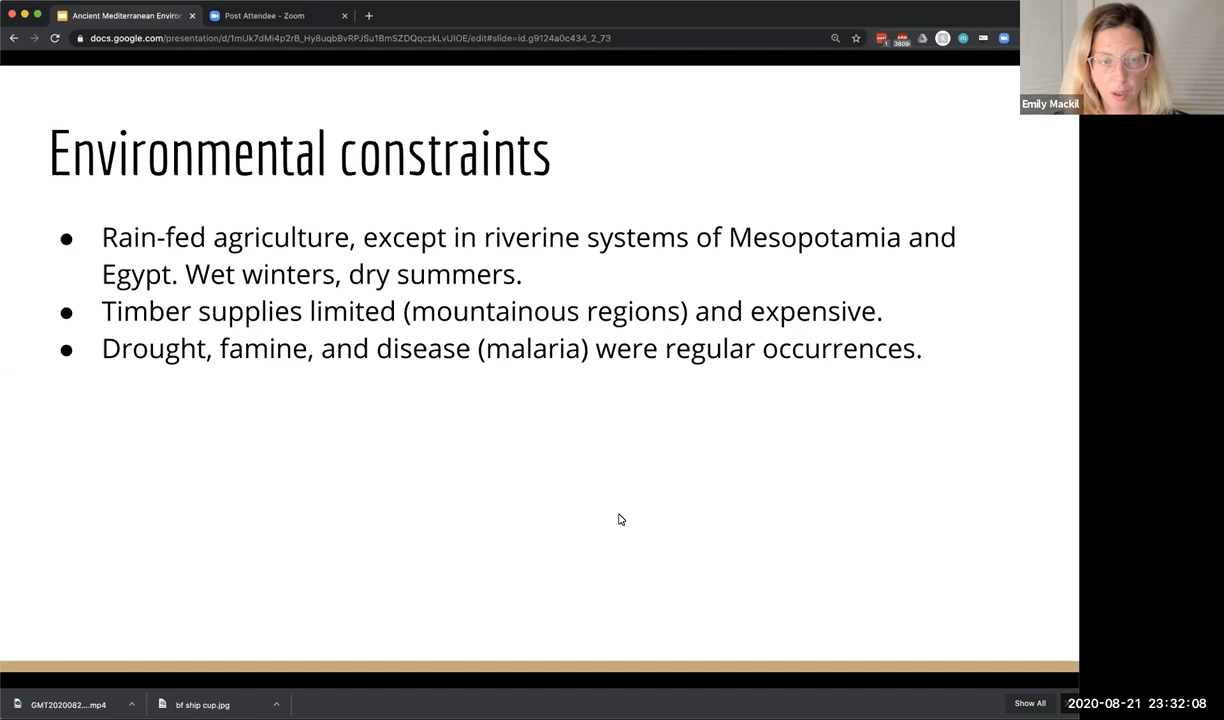 Ancient Mediterranean Enviror
Post Attendee - Zoom
docs.google.com/presentation/d/1mUk7dMi4p2rB_Hy8uqbBvRPJSu1BmSZDQqczkLvUIOE/edit#slide=id.g9124a0c434_2_73
1
3809
Emily Mackil
Environmental constraints
● Rain-fed agriculture, except in riverine systems of Mesopotamia and
Egypt. Wet winters, dry summers.
● Timber supplies limited (mountainous regions) and expensive.
● Drought, famine, and disease (malaria) were regular occurrences.
GMT2020082....mp4
bf ship cup.jpg
Show All
2020-08-21 23:32:08